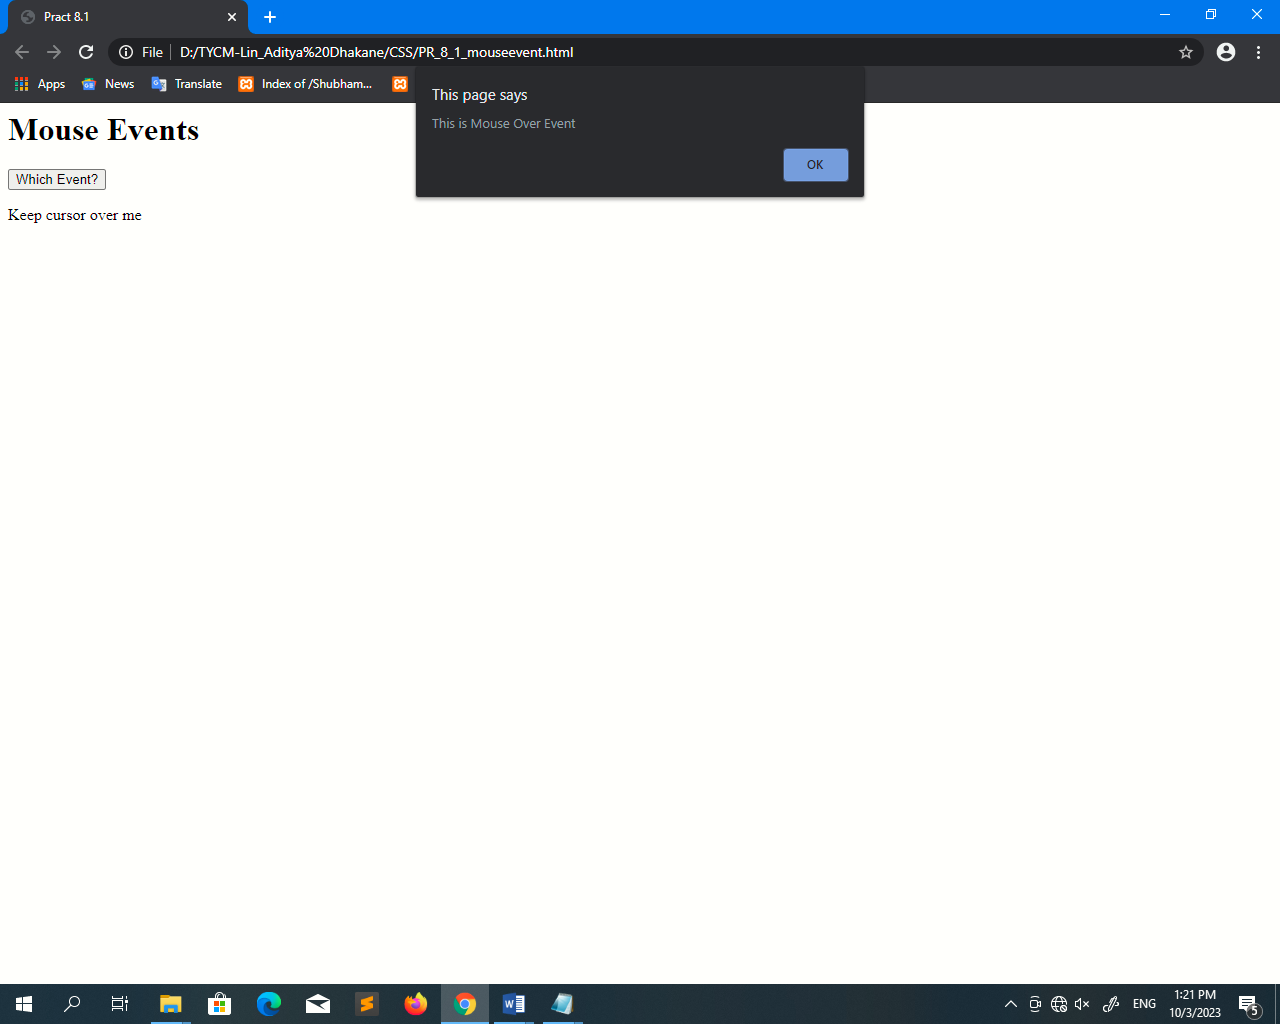 Pract 8.1
File
D:/TYCM-Lin_Aditya%20Dhakane/CSS/PR_8_1_mouseevent.html
Apps
News
Translate
Index of /Shubham...
This page says
This is Mouse Over Event
OK
Mouse Events
Which Event?
Keep cursor over me
ENG
1:21 PM
10/3/2023
5